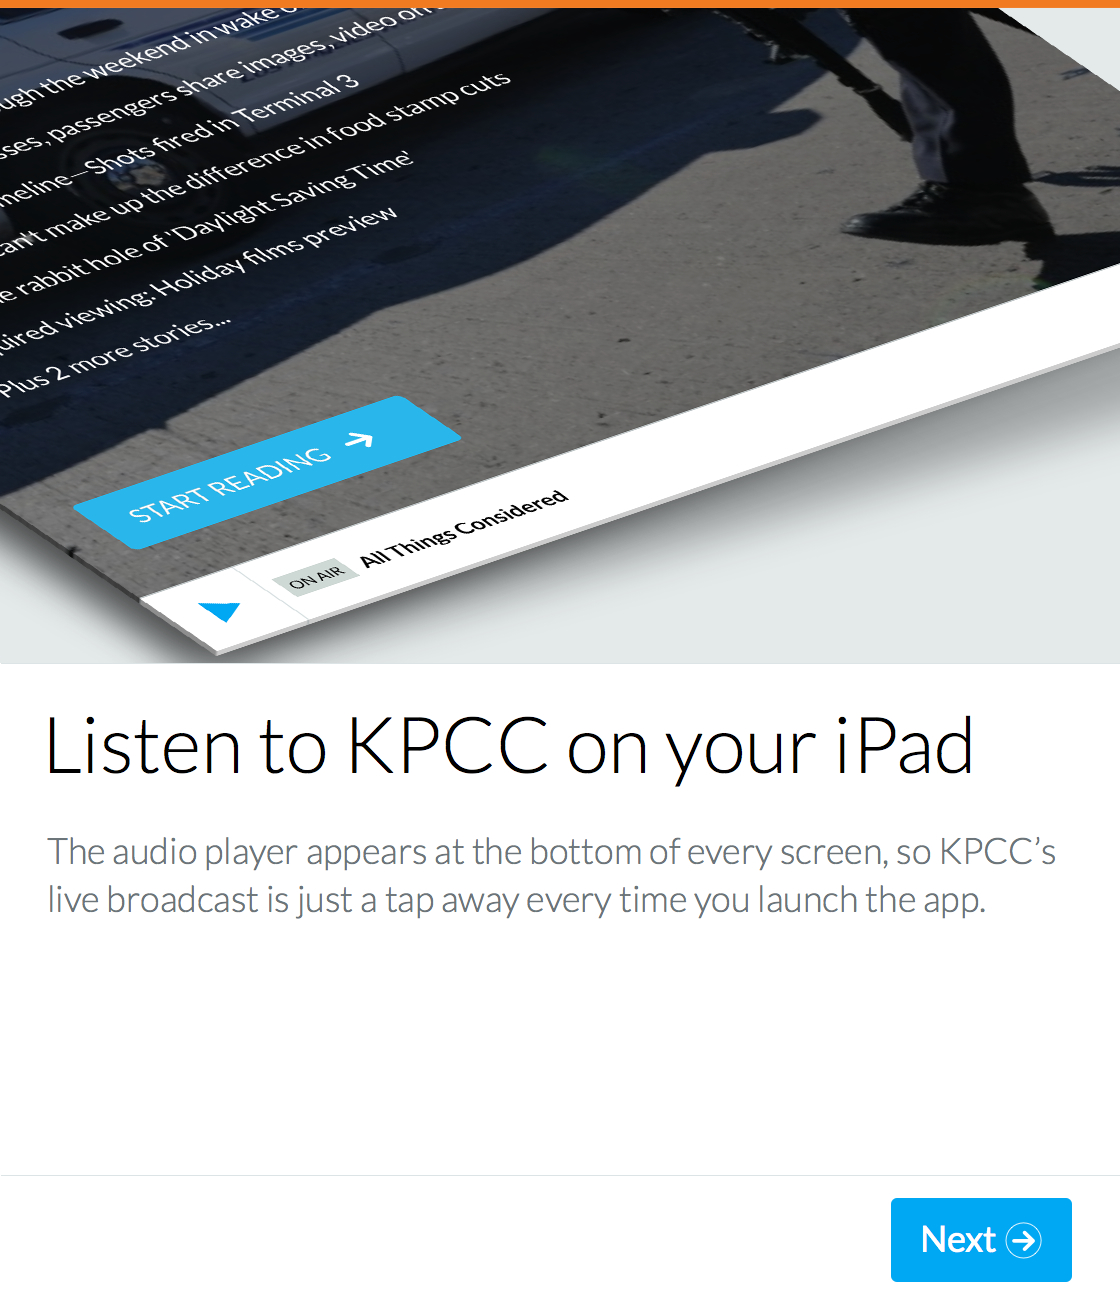 ugh the weekend in wake
sses, passengers share images, video on
meline—Shots fired in Terminal 3
can't make up the difference in food stamp cuts
e rabbit hole of 'Daylight Saving Time'
quired viewing: Holiday films preview
Plus 2 more stories...
START READING
ON AIR All Things Considered
Listen to KPCC on your iPad
The audio player appears at the bottom of every screen, so KPCC’s
live broadcast is just a tap away every time you launch the app.
Next